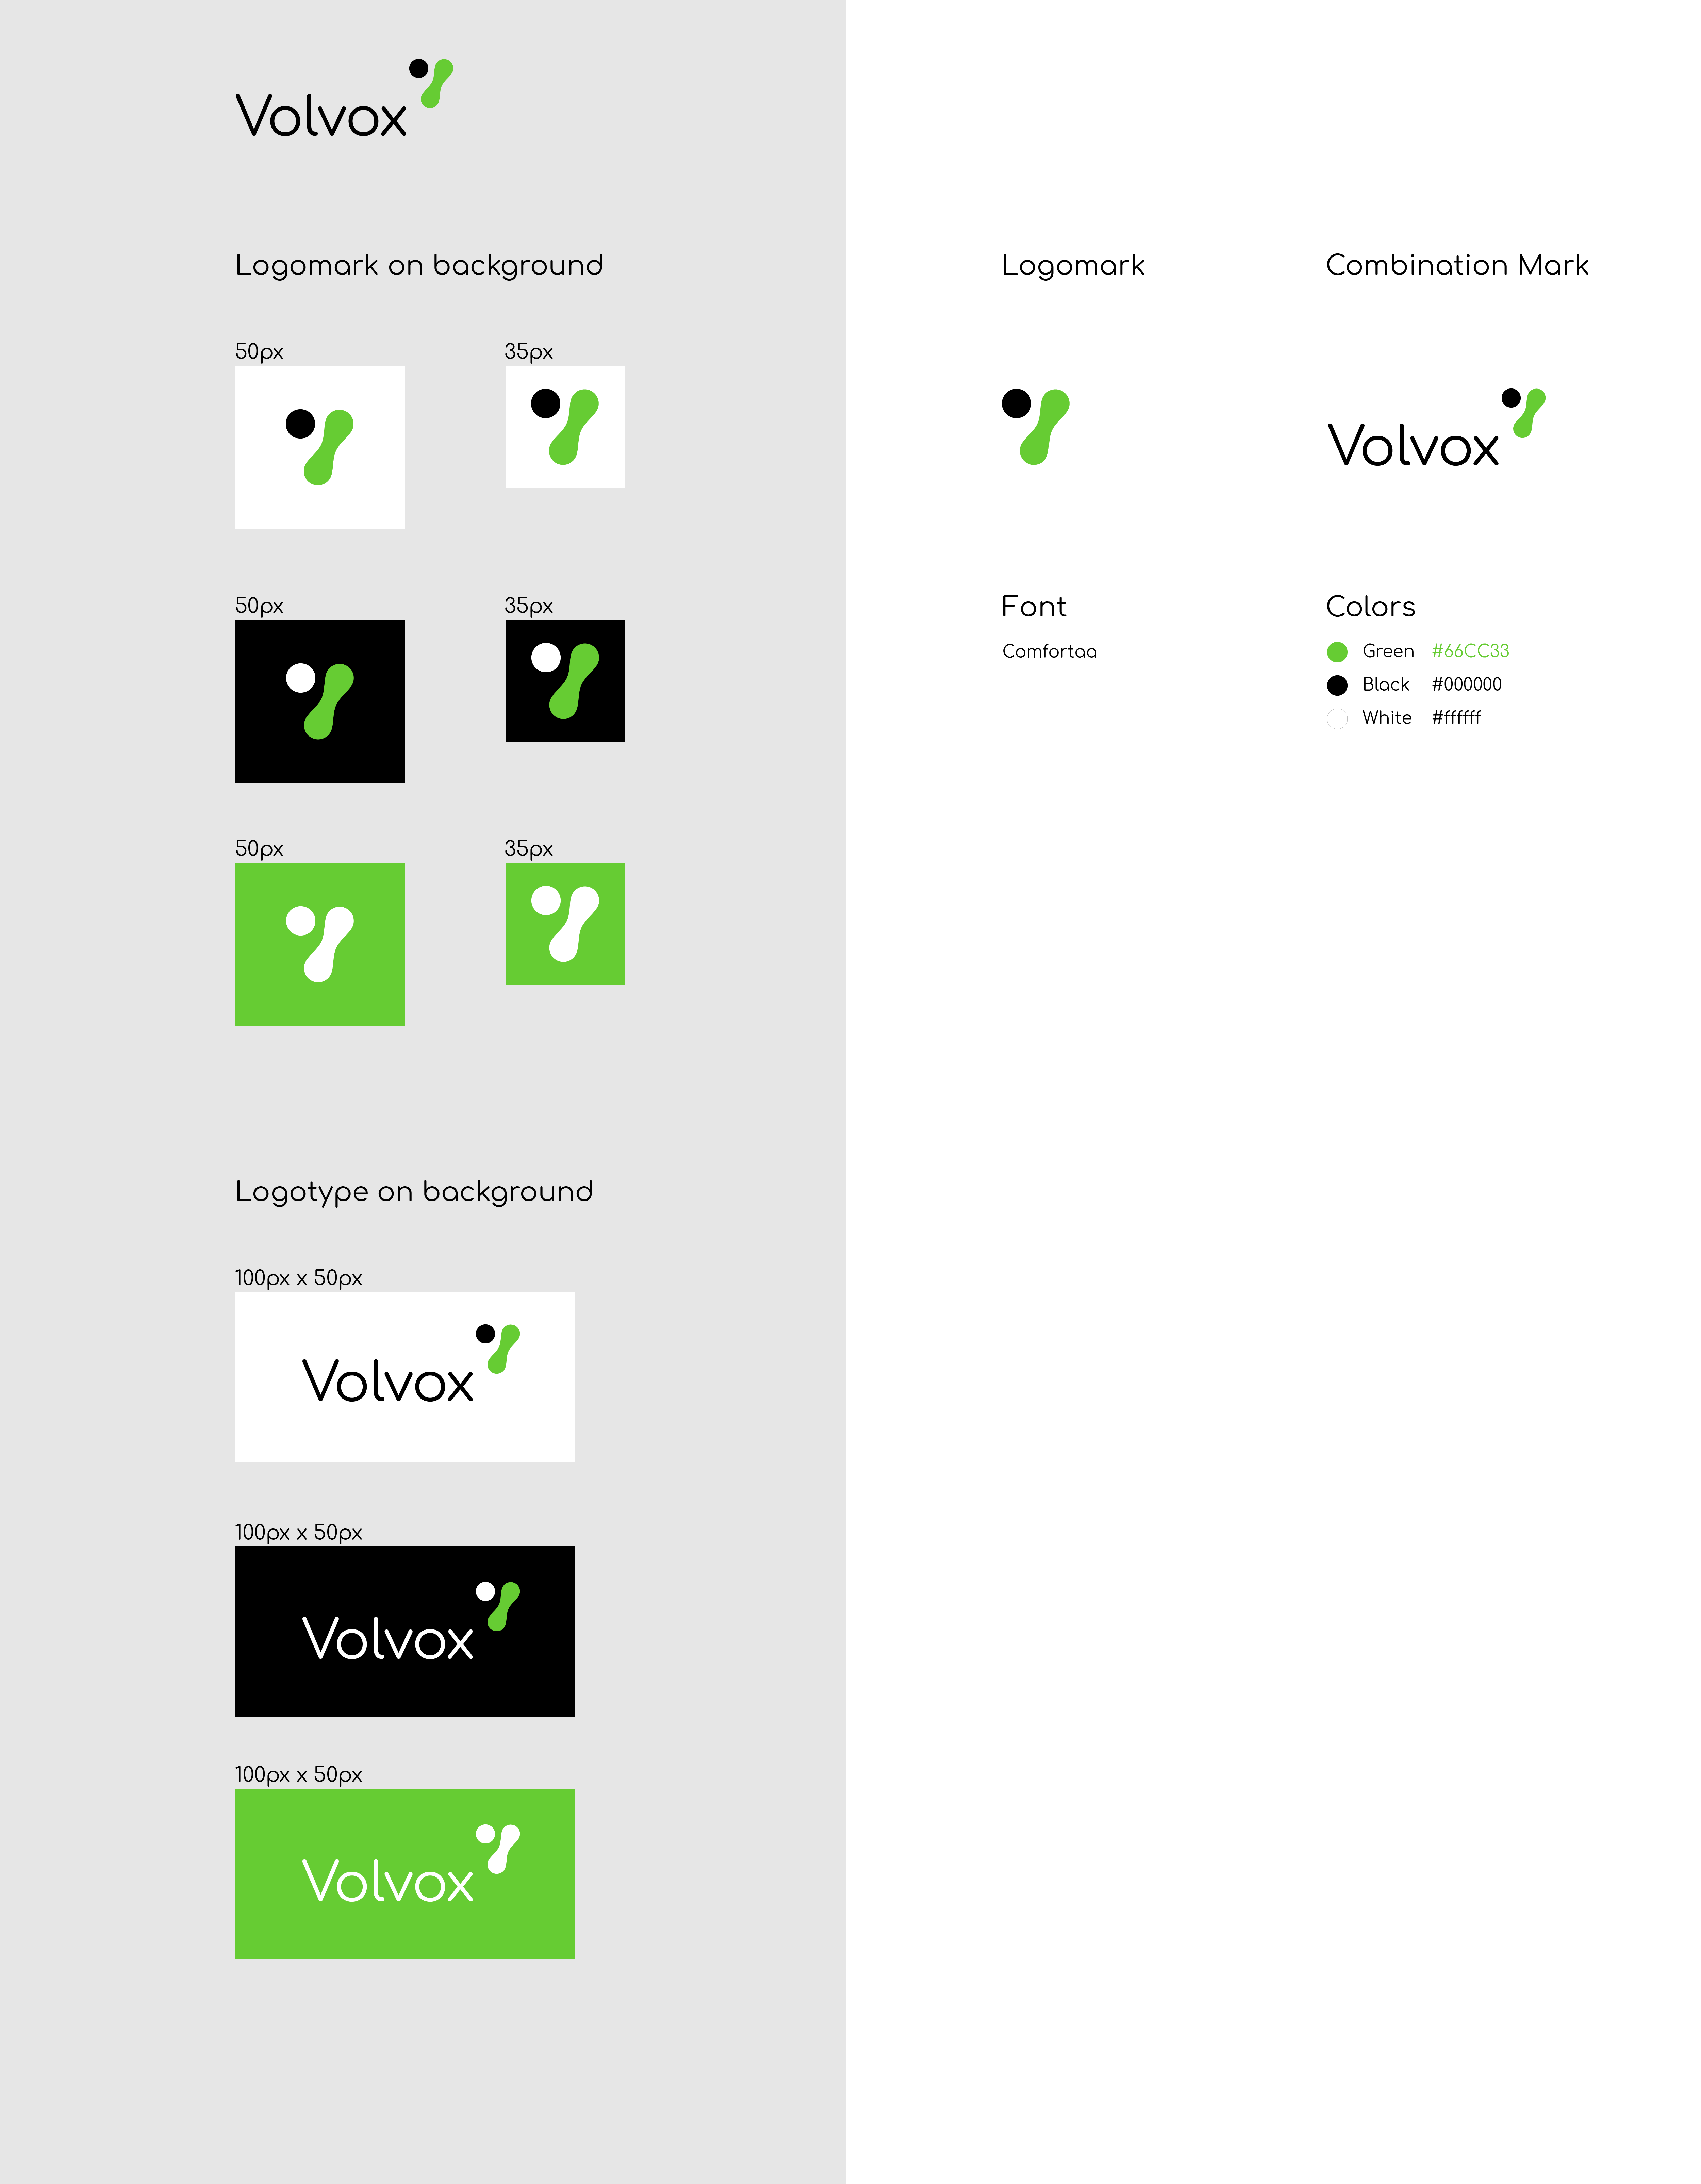 Volvox
Logomark on background
50px
35px
50px
35px
50px
35px
Logotype on background
100px x 50px
Volvox
100px x 50px
Volvox
100px x 50px
Volvox
Logomark
Combination Mark
Volvox
Font
Comfortaa
Colors
Green #66CC33
Black #000000
White #ffffff